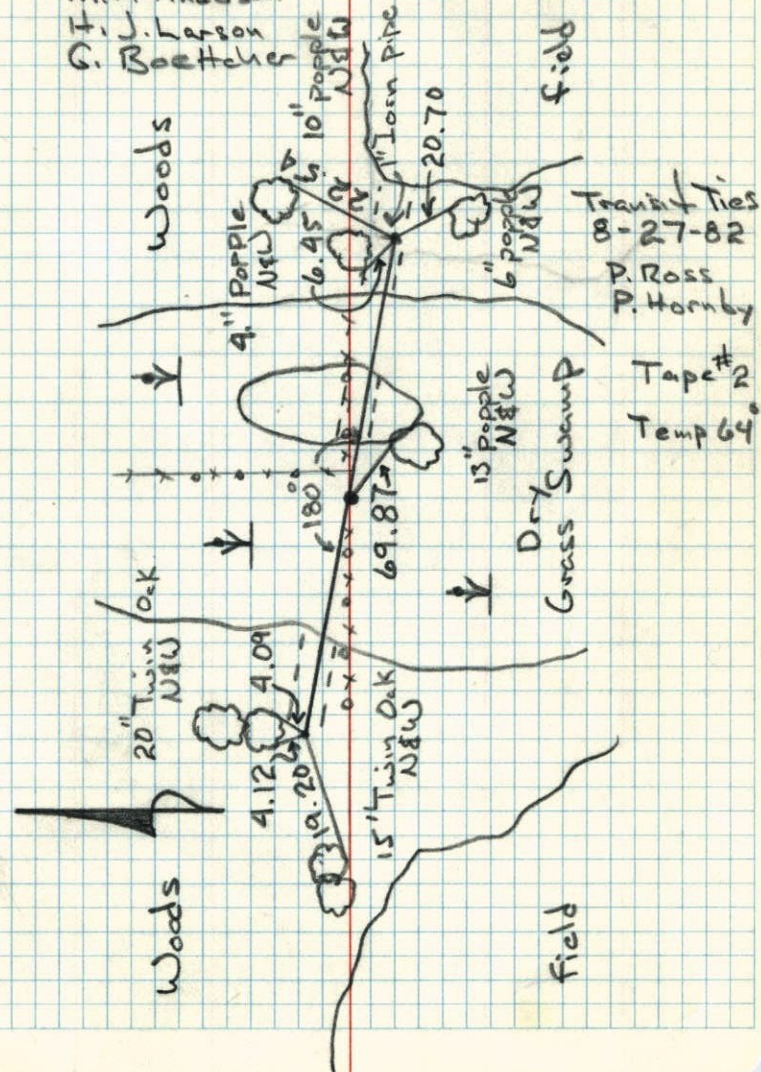 H. J. Larson
G. Boettcher
Woods
10" popple
N&W
1" Iron pipe
Field
20.70
4" Popple
N&W
6.45
6" popple
N&W
Transit Ties
8-27-82
P. Ross
P. Hornby
Tape #2
Temp 64°
13" popple
N&W
180°
69.87
Dry
Grass Swamp
20" Twin Oak
N&W
4.09
4.12
19.20
15" Twin Oak
N&W
Woods
Field